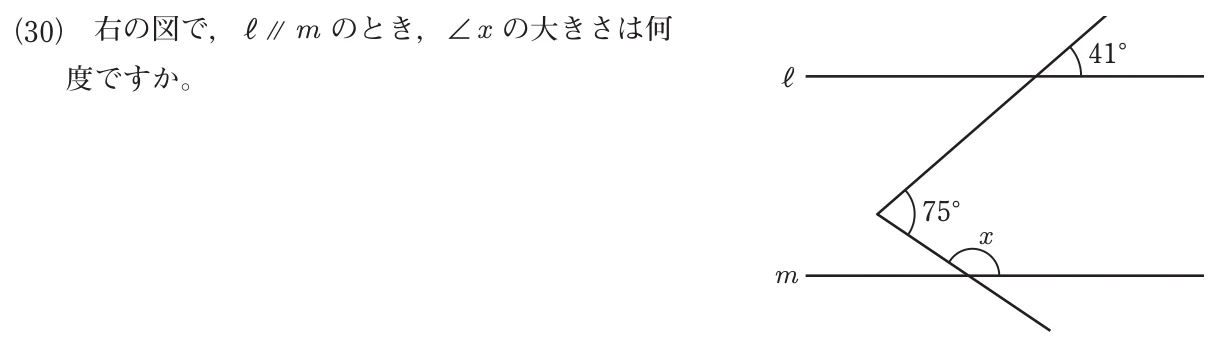 (30) 右の図で，ℓ∥m のとき，∠x の大きさは何
度ですか。
41°
ℓ
75°
x
m